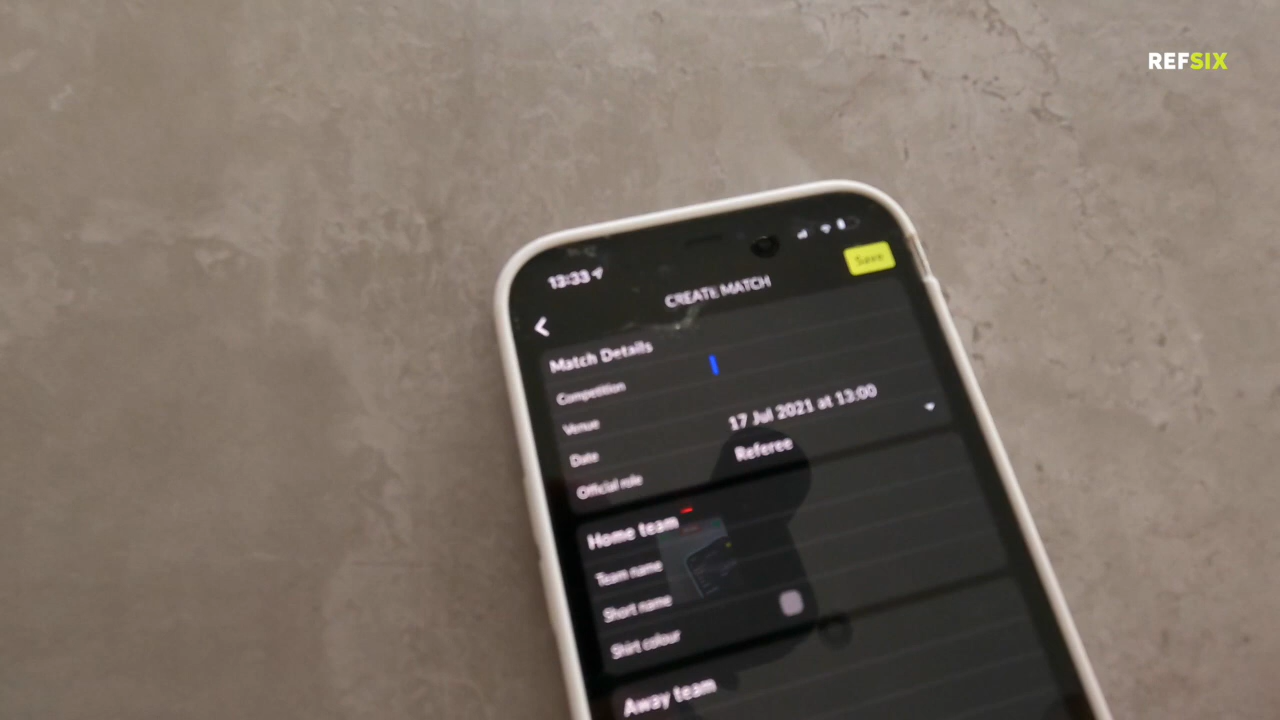 REFSIX
13:33
Save
CREATE MATCH
Match Details
Competition
Venue
Date 17 Jul 2021 at 13:00
Official role Referee
Home team
Team name
Short name
Shirt colour
Away team